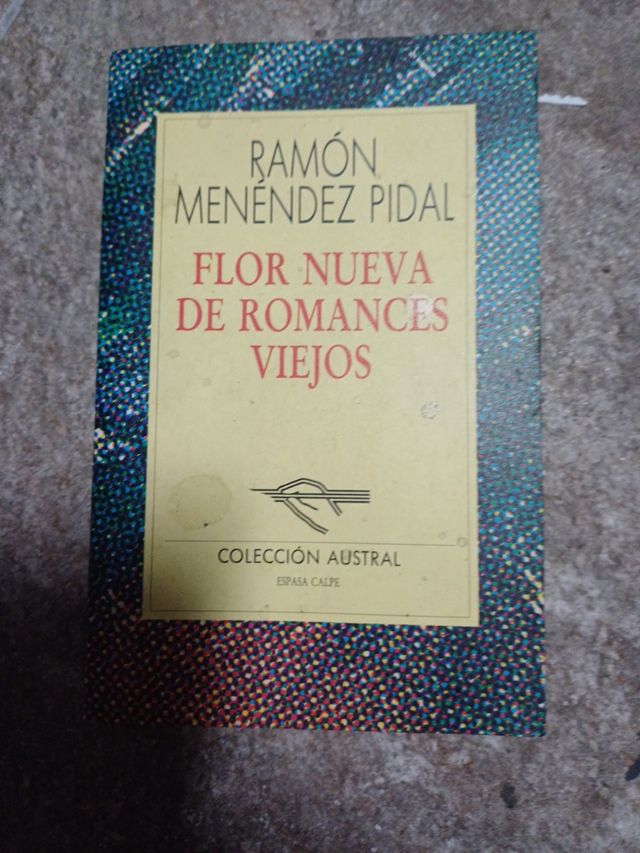 RAMÓN
MENÉNDEZ PIDAL
FLOR NUEVA
DE ROMANCES
VIEJOS
COLECCIÓN AUSTRAL
ESPASA CALPE